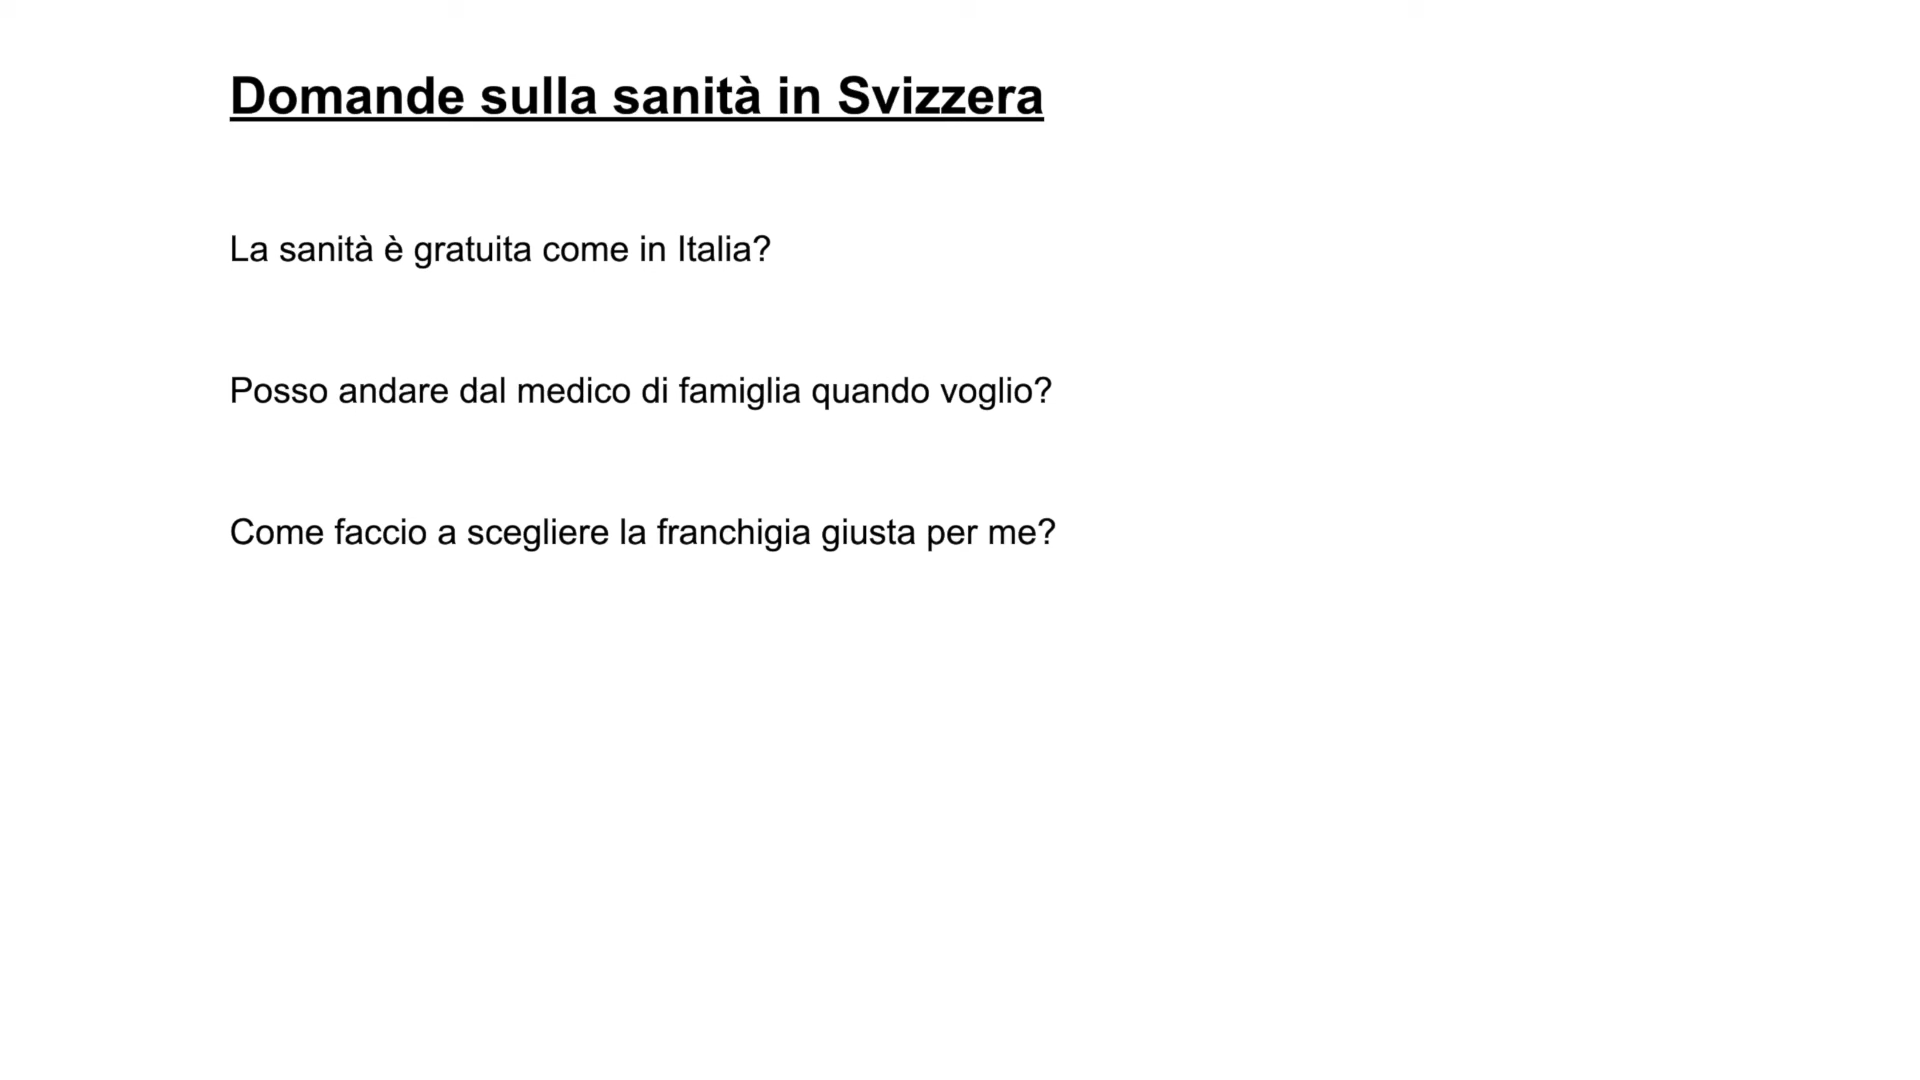 Domande sulla sanità in Svizzera
La sanità è gratuita come in Italia?
Posso andare dal medico di famiglia quando voglio?
Come faccio a scegliere la franchigia giusta per me?